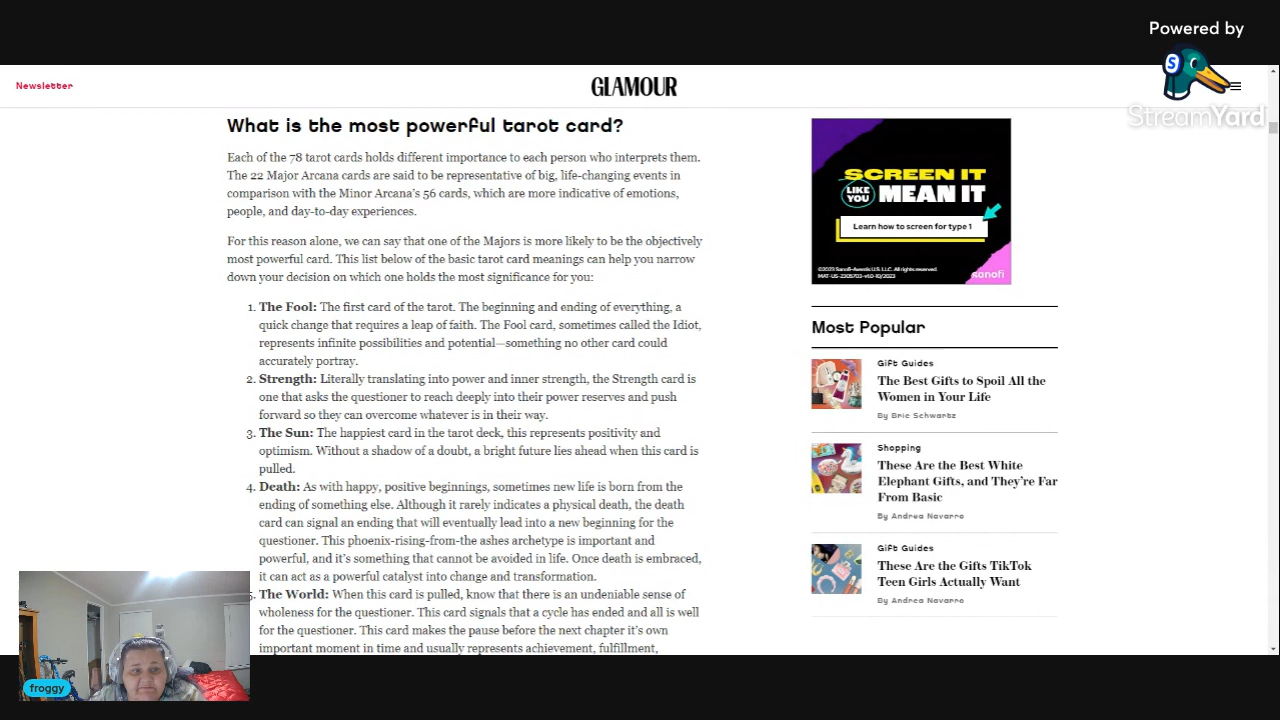 Powered by
StreamYard
Newsletter
GLAMOUR
What is the most powerful tarot card?
Each of the 78 tarot cards holds different importance to each person who interprets them.
The 22 Major Arcana cards are said to be representative of big, life-changing events in
comparison with the Minor Arcana's 56 cards, which are more indicative of emotions,
people, and day-to-day experiences.
For this reason alone, we can say that one of the Majors is more likely to be the objectively
most powerful card. This list below of the basic tarot card meanings can help you narrow
down your decision on which one holds the most significance for you:
1. The Fool: The first card of the tarot. The beginning and ending of everything, a
quick change that requires a leap of faith. The Fool card, sometimes called the Idiot,
represents infinite possibilities and potential—something no other card could
accurately portray.
2. Strength: Literally translating into power and inner strength, the Strength card is
one that asks the questioner to reach deeply into their power reserves and push
forward so they can overcome whatever is in their way.
3. The Sun: The happiest card in the tarot deck, this represents positivity and
optimism. Without a shadow of a doubt, a bright future lies ahead when this card is
pulled.
4. Death: As with happy, positive beginnings, sometimes new life is born from the
ending of something else. Although it rarely indicates a physical death, the death
card can signal an ending that will eventually lead into a new beginning for the
questioner. This phoenix-rising-from-the ashes archetype is important and
powerful, and it's something that cannot be avoided in life. Once death is embraced,
it can act as a powerful catalyst into change and transformation.
The World: When this card is pulled, know that there is an undeniable sense of
wholeness for the questioner. This card signals that a cycle has ended and all is well
for the questioner. This card makes the pause before the next chapter it's own
important moment in time and usually represents achievement, fulfillment,
SCREEN IT
LIKE YOU MEAN IT
Learn how to screen for type 1
©2023 Sanofi-Aventis U.S. LLC. All rights reserved.
MAT-US-2305703-v1.0-10/2023
sanofi
Most Popular
Gift Guides
The Best Gifts to Spoil All the
Women in Your Life
By Brie Schwartz
Shopping
These Are the Best White
Elephant Gifts, and They're Far
From Basic
By Andrea Navarro
Gift Guides
These Are the Gifts TikTok
Teen Girls Actually Want
By Andrea Navarro
froggy